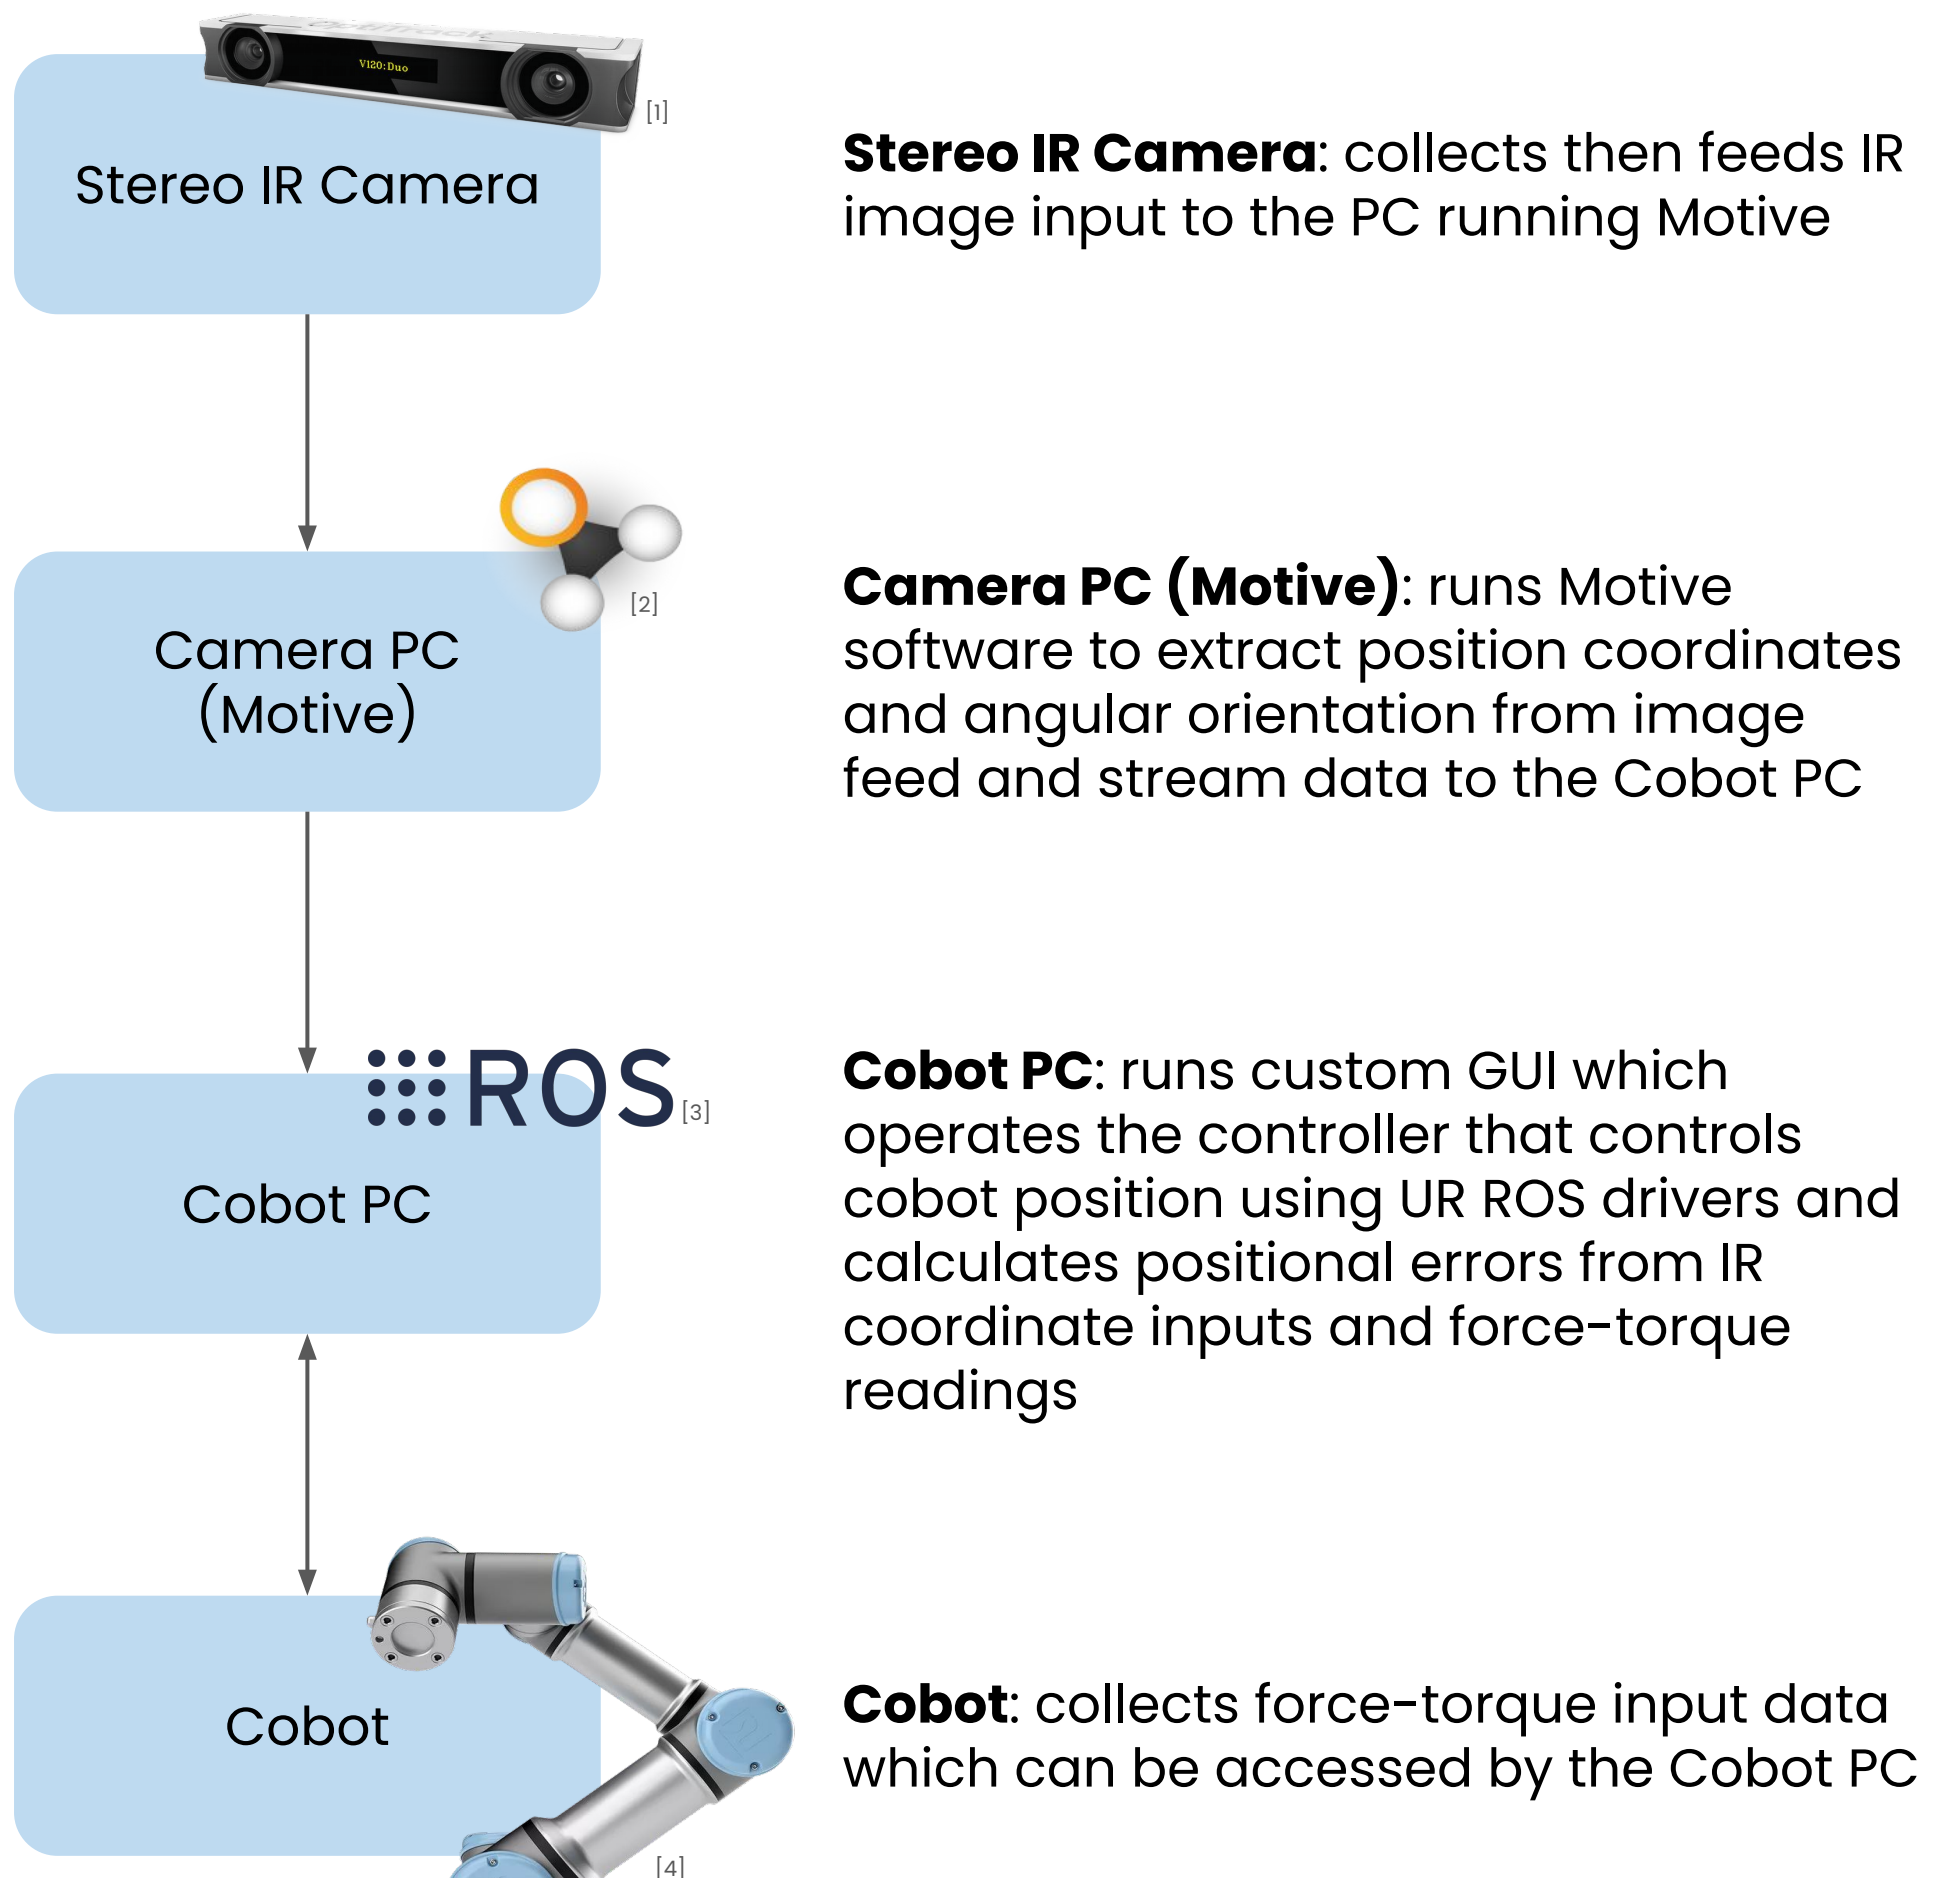 OptiTrack
V120:Duo
[1]
Stereo IR Camera
Stereo IR Camera: collects then feeds IR
image input to the PC running Motive
[2]
Camera PC
(Motive)
Camera PC (Motive): runs Motive
software to extract position coordinates
and angular orientation from image
feed and stream data to the Cobot PC
ROS
[3]
Cobot PC
Cobot PC: runs custom GUI which
operates the controller that controls
cobot position using UR ROS drivers and
calculates positional errors from IR
coordinate inputs and force-torque
readings
Cobot
Cobot: collects force-torque input data
which can be accessed by the Cobot PC
[4]